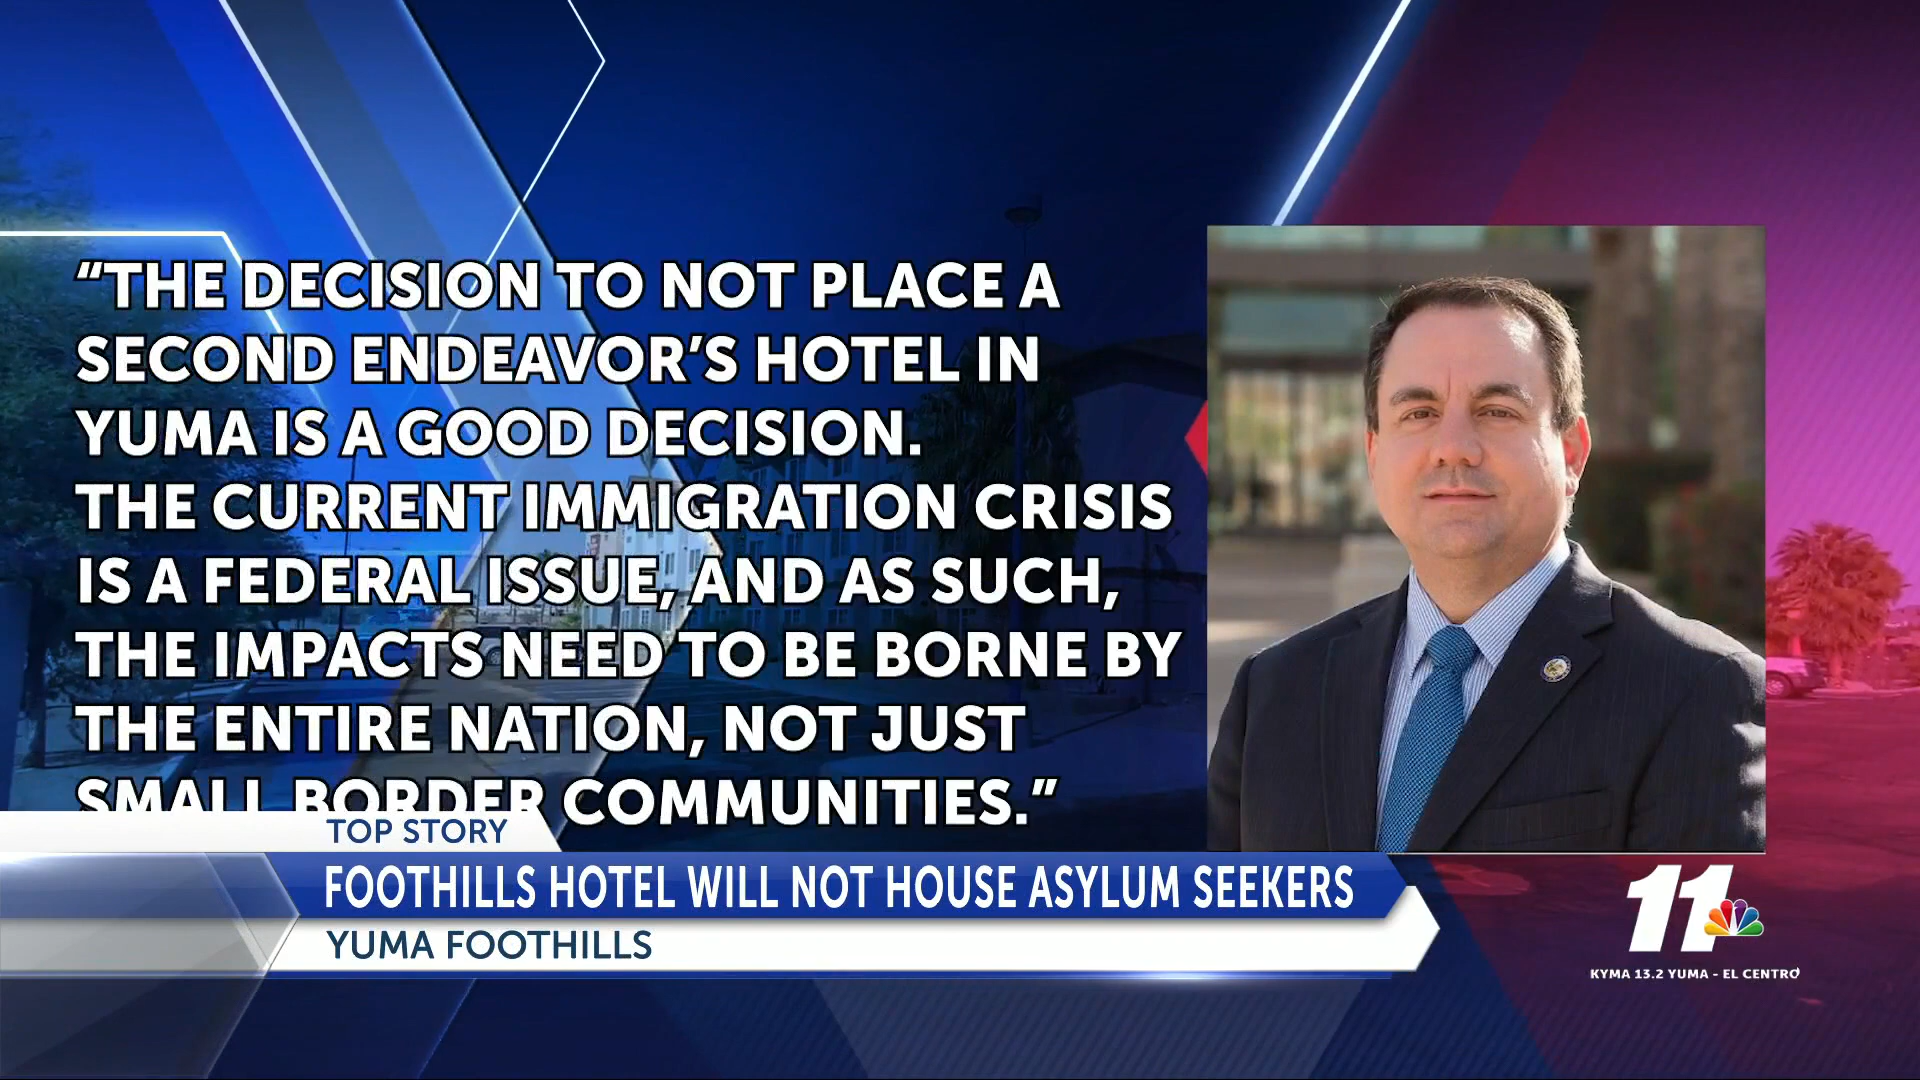 “THE DECISION TO NOT PLACE A
SECOND ENDEAVOR’S HOTEL IN
YUMA IS A GOOD DECISION.
THE CURRENT IMMIGRATION CRISIS
IS A FEDERAL ISSUE, AND AS SUCH,
THE IMPACTS NEED TO BE BORNE BY
THE ENTIRE NATION, NOT JUST
SMALL BORDER COMMUNITIES.”
TOP STORY
FOOTHILLS HOTEL WILL NOT HOUSE ASYLUM SEEKERS
YUMA FOOTHILLS
11
KYMA 13.2 YUMA - EL CENTRO